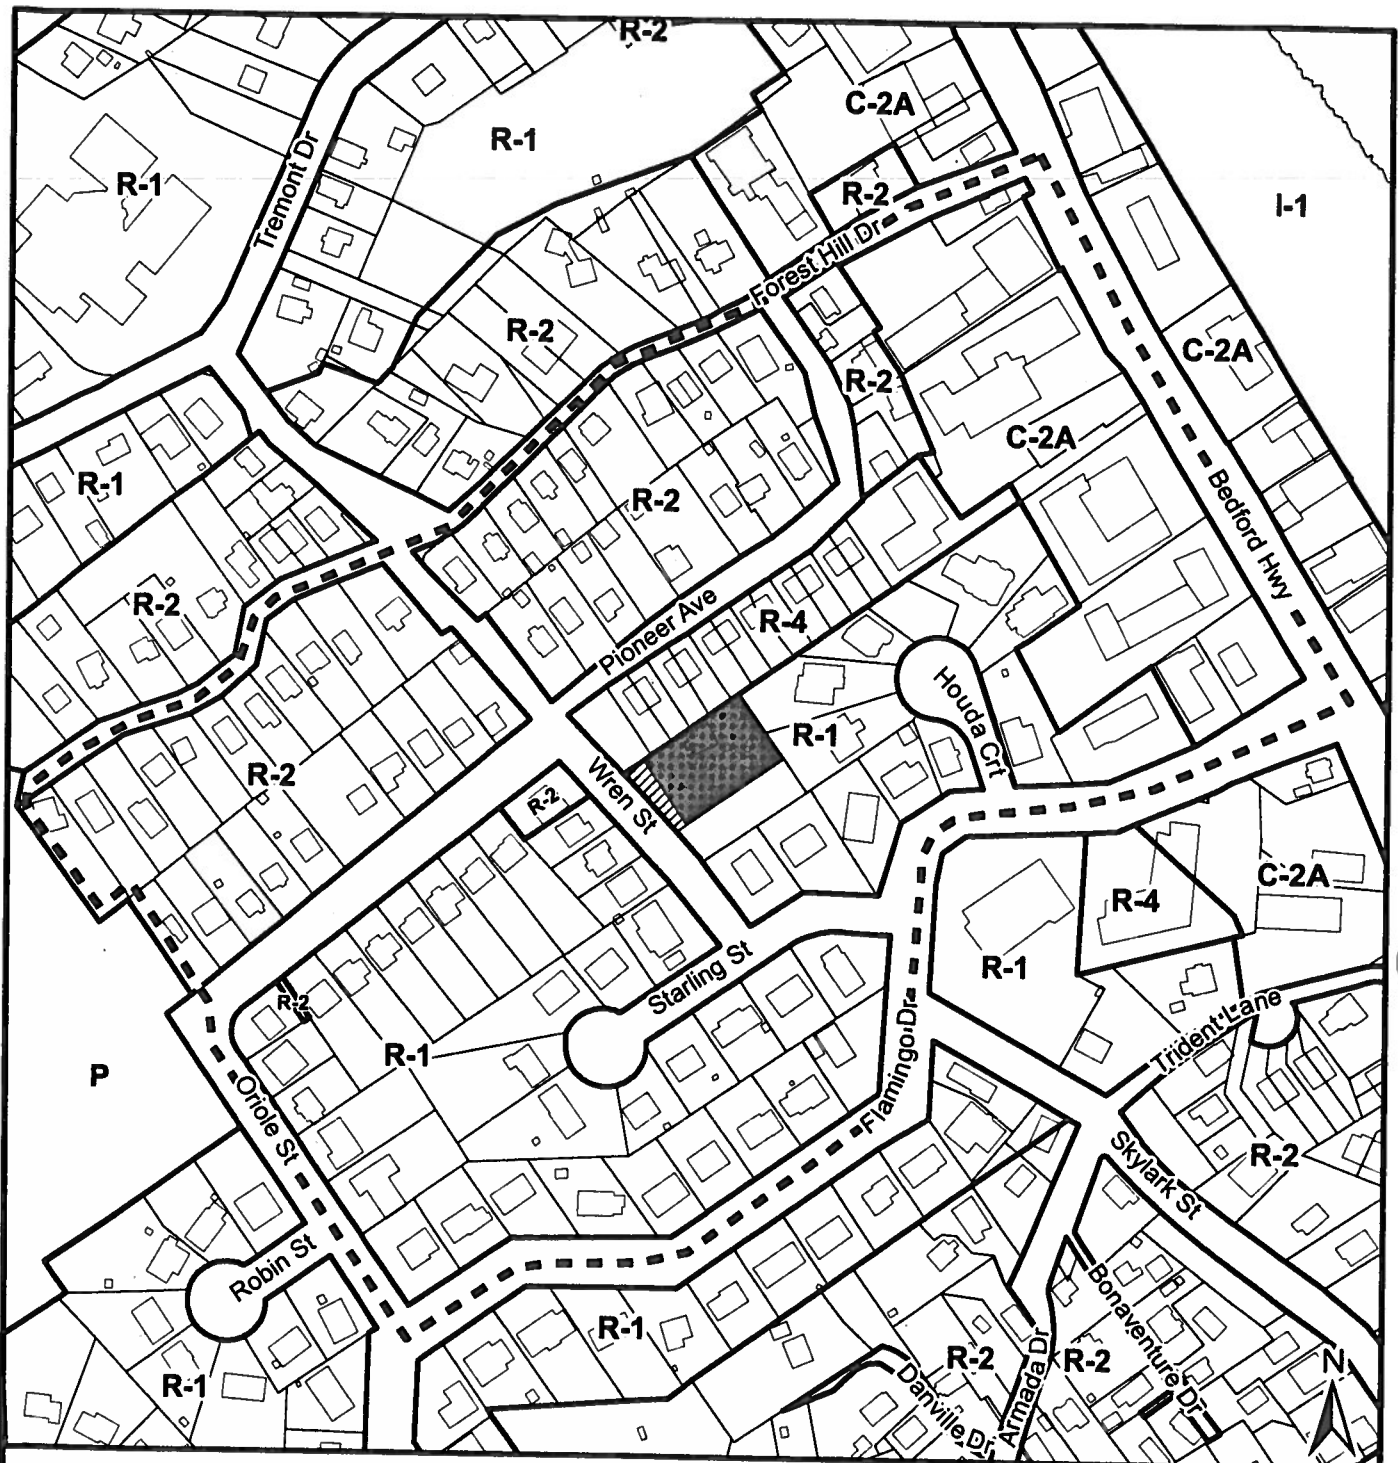 R-2
C-2A
R-1
Tremont Dr
R-1
R-2
I-1
Forest Hill Dr
R-2
C-2A
R-2
C-2A
R-1
R-2
Bedford Hwy
R-2
Pioneer Ave
R-4
Houda Crt
R-1
R-2
Wren St
R-2
C-2A
R-4
R-1
Starling St
R-2
Trident Lane
R-1
P
Flamingo Dr
Oriole St
Skylark St
R-2
Robin St
Bonaventure Dr
R-1
R-1
R-2
R-2
Armada Dr
Danville Dr
N